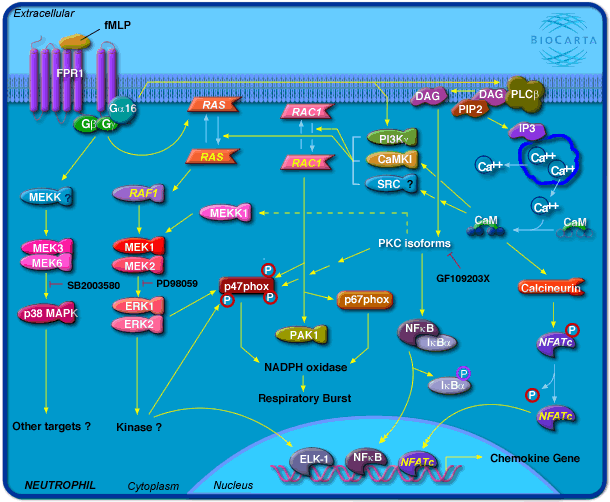 Extracellular
fMLP
BIOCARTA
FPR1
Gα16
Gβ Gγ
RAS
RAC1
DAG
DAG
PLCβ
PIP2
IP3
PI3Kγ
CaMKI
SRC ?
RAS
RAC1
Ca++
Ca++
Ca++
CaM
CaM
MEKK ?
RAF1
MEKK1
PKC isoforms
MEK3
MEK6
MEK1
MEK2
GF109203X
SB2003580
PD98059
P
P
P
p47phox
p67phox
Calcineurin
p38 MAPK
ERK1
ERK2
PAK1
NFκB
IκBα
P
NFATc
NADPH oxidase
P
IκBα
P
NFATc
Respiratory Burst
Other targets ?
Kinase ?
ELK-1
NFκB
NFATc
Chemokine Gene
NEUTROPHIL
Cytoplasm
Nucleus